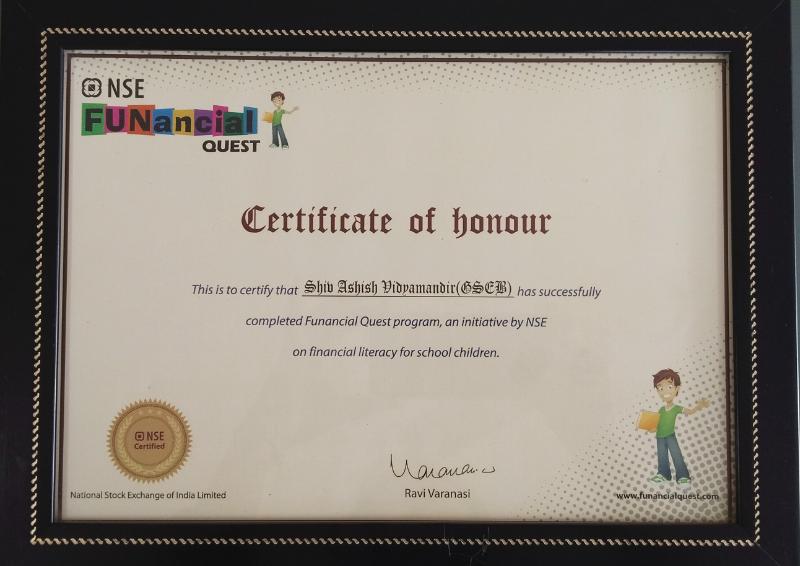 NSE
FUNancial
QUEST
Certificate of honour
This is to certify that Shiv Ashish Vidyamandir(GSEB) has successfully
completed Funancial Quest program, an initiative by NSE
on financial literacy for school children.
NSE
Certified
National Stock Exchange of India Limited
Varanasi
Ravi Varanasi
www.funancialquest.com